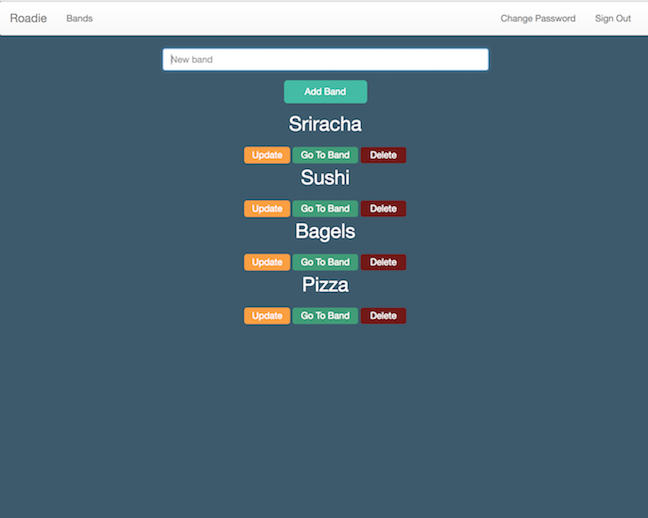 Roadie Bands Change Password Sign Out
New band
Add Band
Sriracha
Update Go To Band Delete
Sushi
Update Go To Band Delete
Bagels
Update Go To Band Delete
Pizza
Update Go To Band Delete